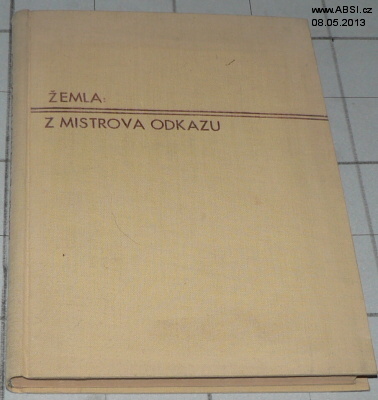 www.ABSI.cz
08.05.2013
ŽEMLA:
Z MISTROVA ODKAZU